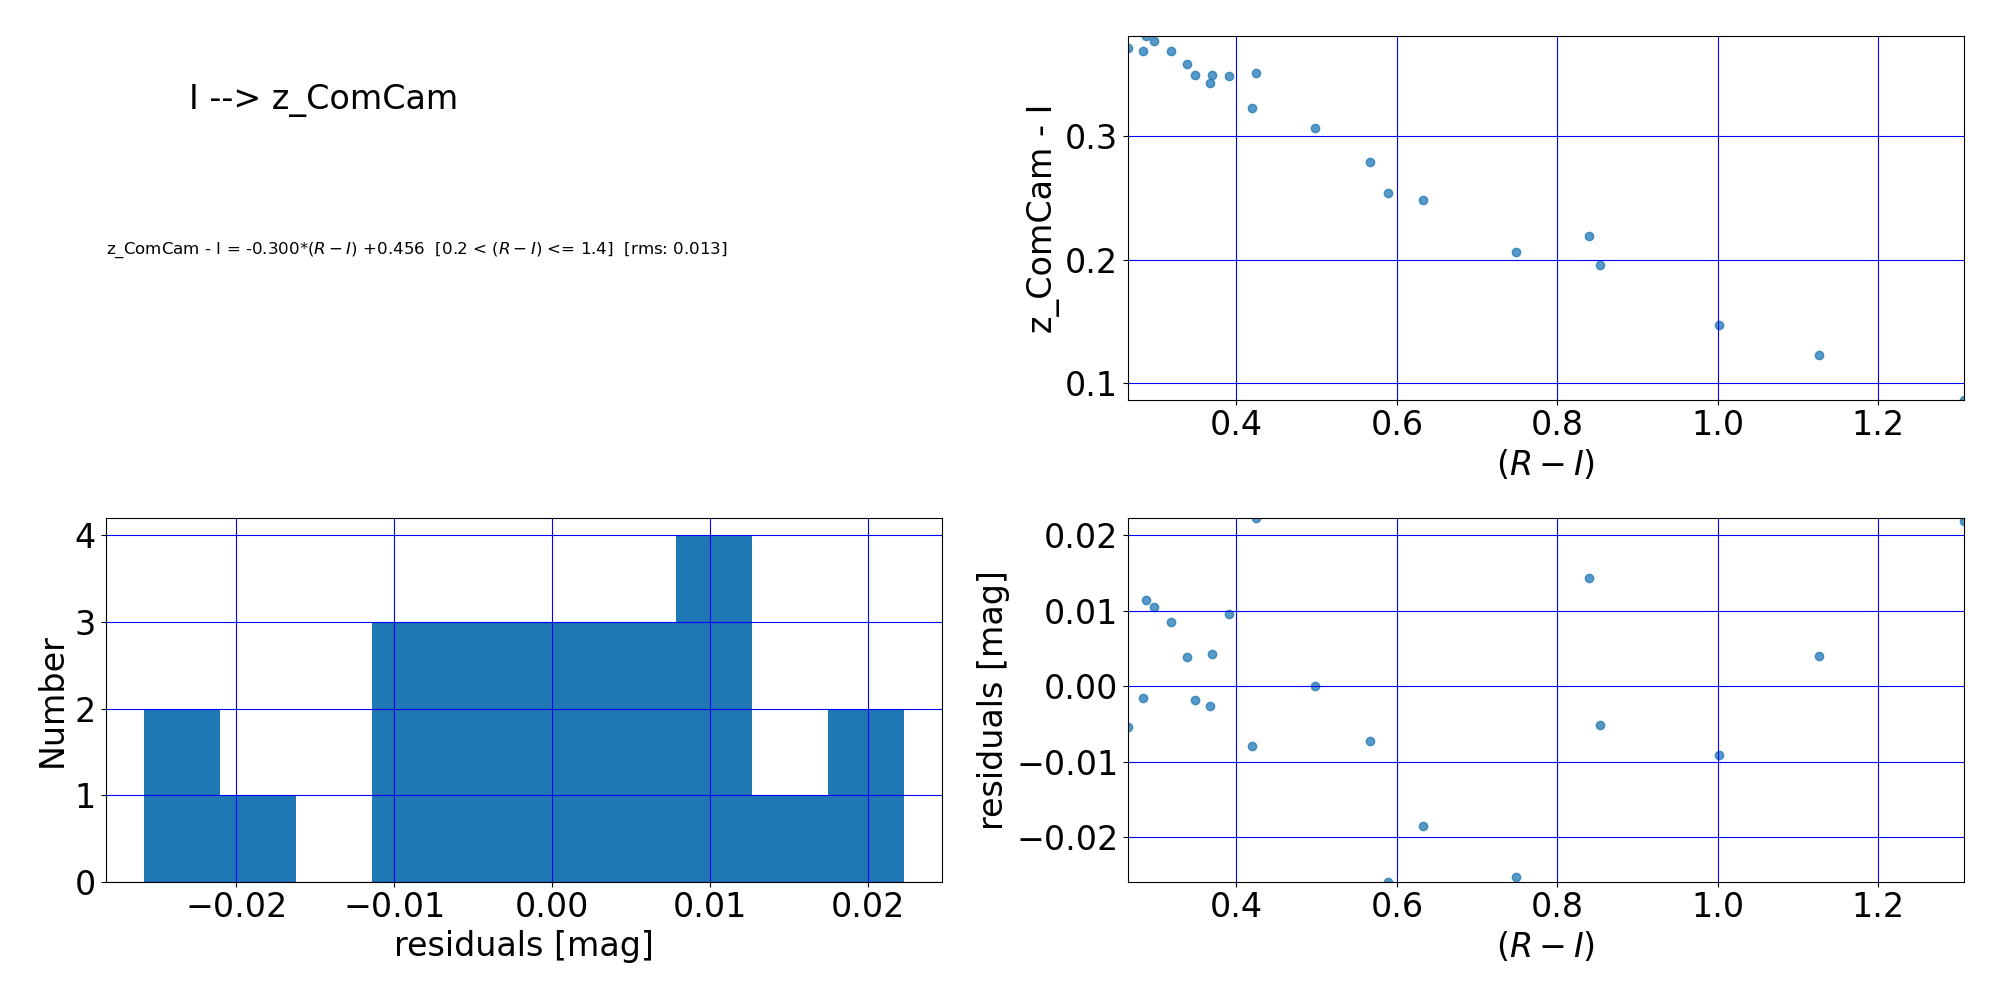 I --> z_ComCam
z_ComCam - I = -0.300*(R − I) +0.456  [0.2 < (R − I) <= 1.4]  [rms: 0.013]
z_ComCam - I
0.3
0.2
0.1
0.4 0.6 0.8 1.0 1.2
(R − I)
Number
4
3
2
1
0
−0.02 −0.01 0.00 0.01 0.02
residuals [mag]
residuals [mag]
0.02
0.01
0.00
−0.01
−0.02
0.4 0.6 0.8 1.0 1.2
(R − I)